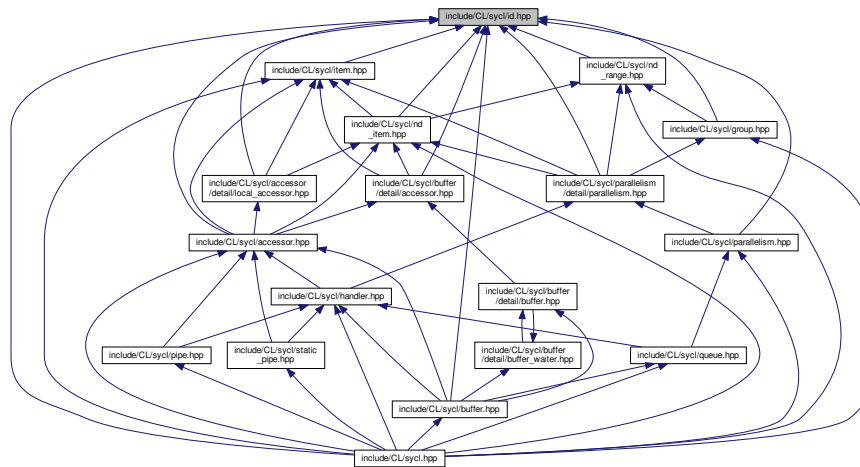 include/CL/sycl/id.hpp
include/CL/sycl/item.hpp
include/CL/sycl/nd
_range.hpp
include/CL/sycl/nd
_item.hpp
include/CL/sycl/group.hpp
include/CL/sycl/accessor
/detail/local_accessor.hpp
include/CL/sycl/buffer
/detail/accessor.hpp
include/CL/sycl/parallelism
/detail/parallelism.hpp
include/CL/sycl/accessor.hpp
include/CL/sycl/parallelism.hpp
include/CL/sycl/handler.hpp
include/CL/sycl/buffer
/detail/buffer.hpp
include/CL/sycl/pipe.hpp
include/CL/sycl/static
_pipe.hpp
include/CL/sycl/buffer
/detail/buffer_waiter.hpp
include/CL/sycl/queue.hpp
include/CL/sycl/buffer.hpp
include/CL/sycl.hpp